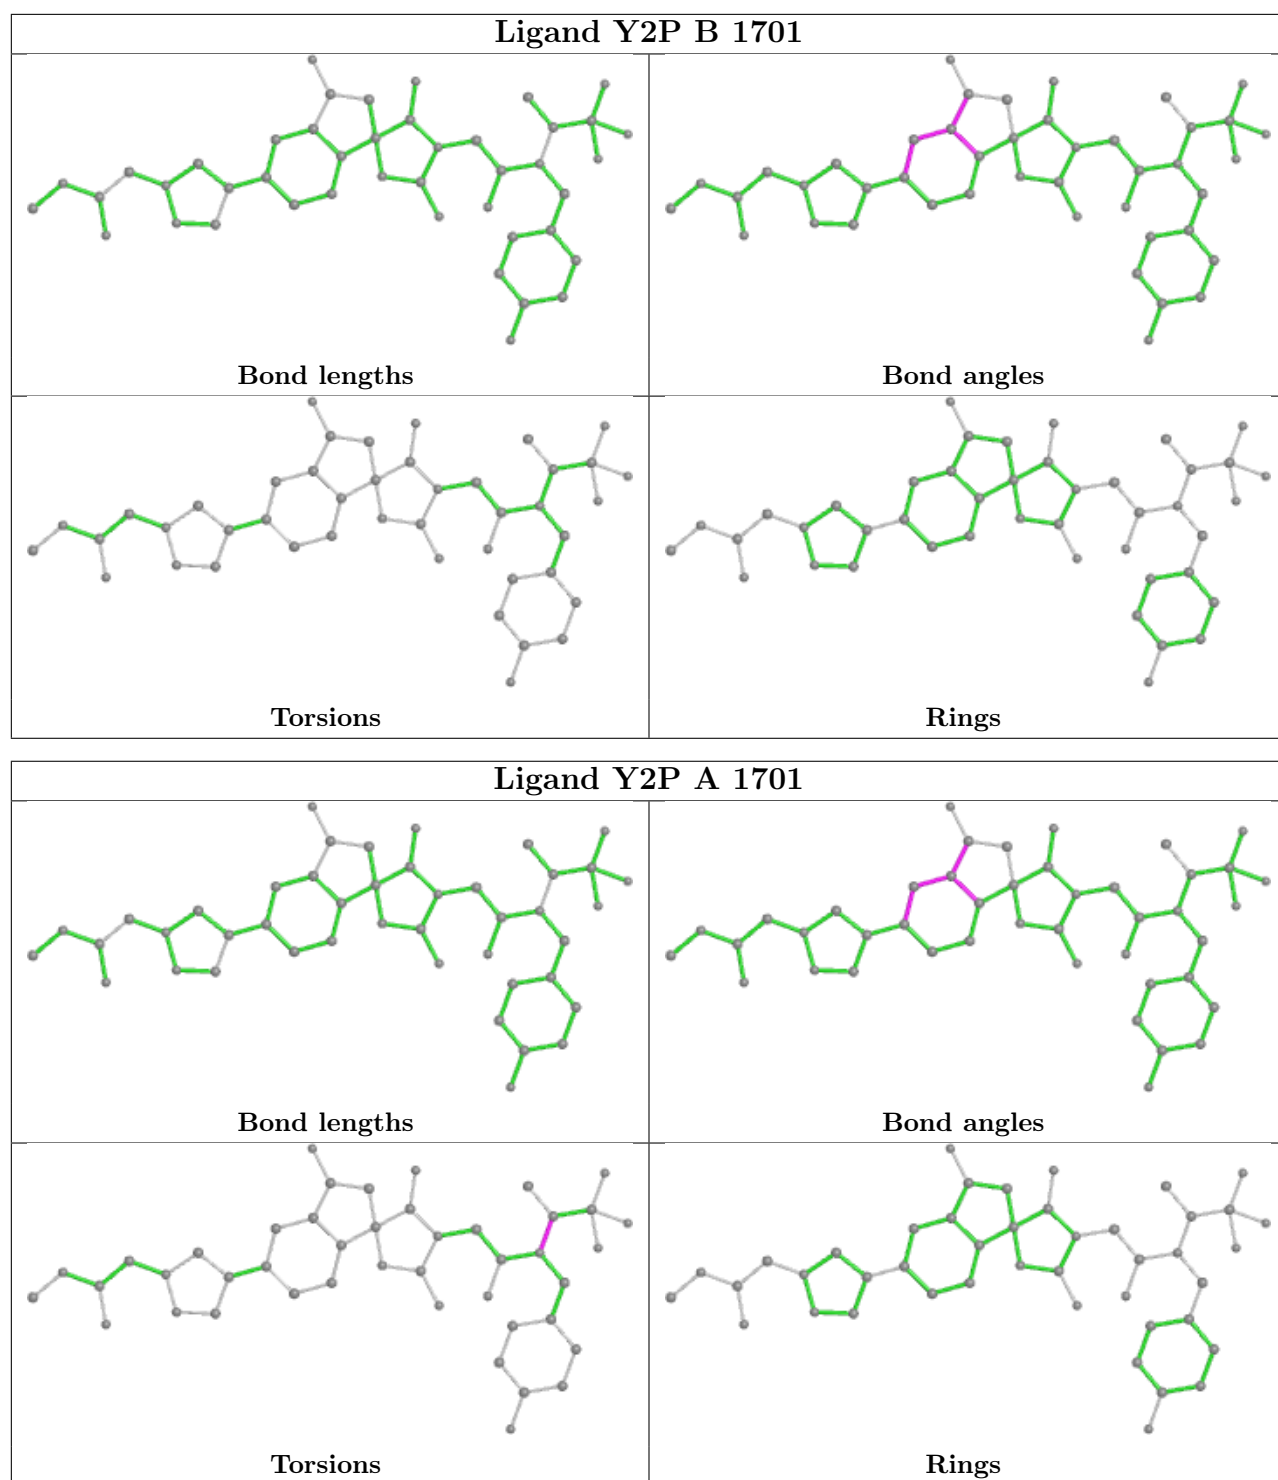 Ligand Y2P B 1701
Bond lengths
Bond angles
Torsions
Rings
Ligand Y2P A 1701
Bond lengths
Bond angles
Torsions
Rings